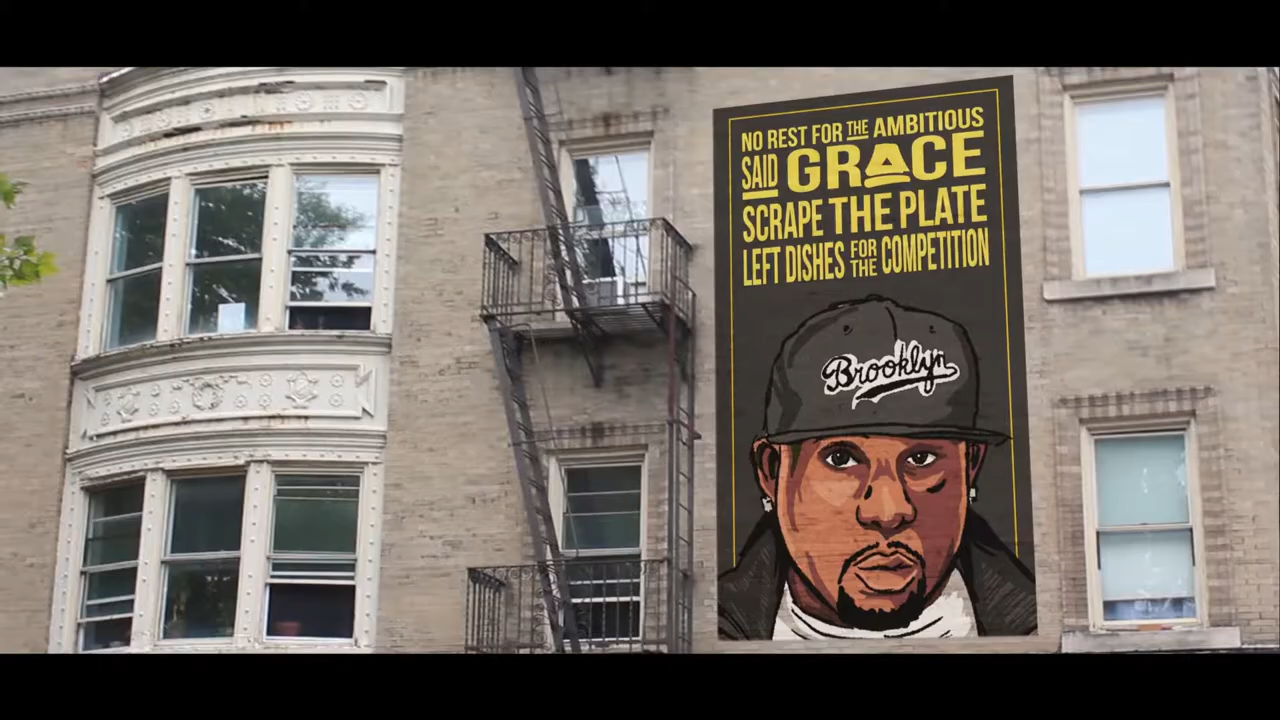 NO REST FOR THE AMBITIOUS
SAID GRACE
SCRAPE THE PLATE
LEFT DISHES FOR THE COMPETITION
Brooklyn